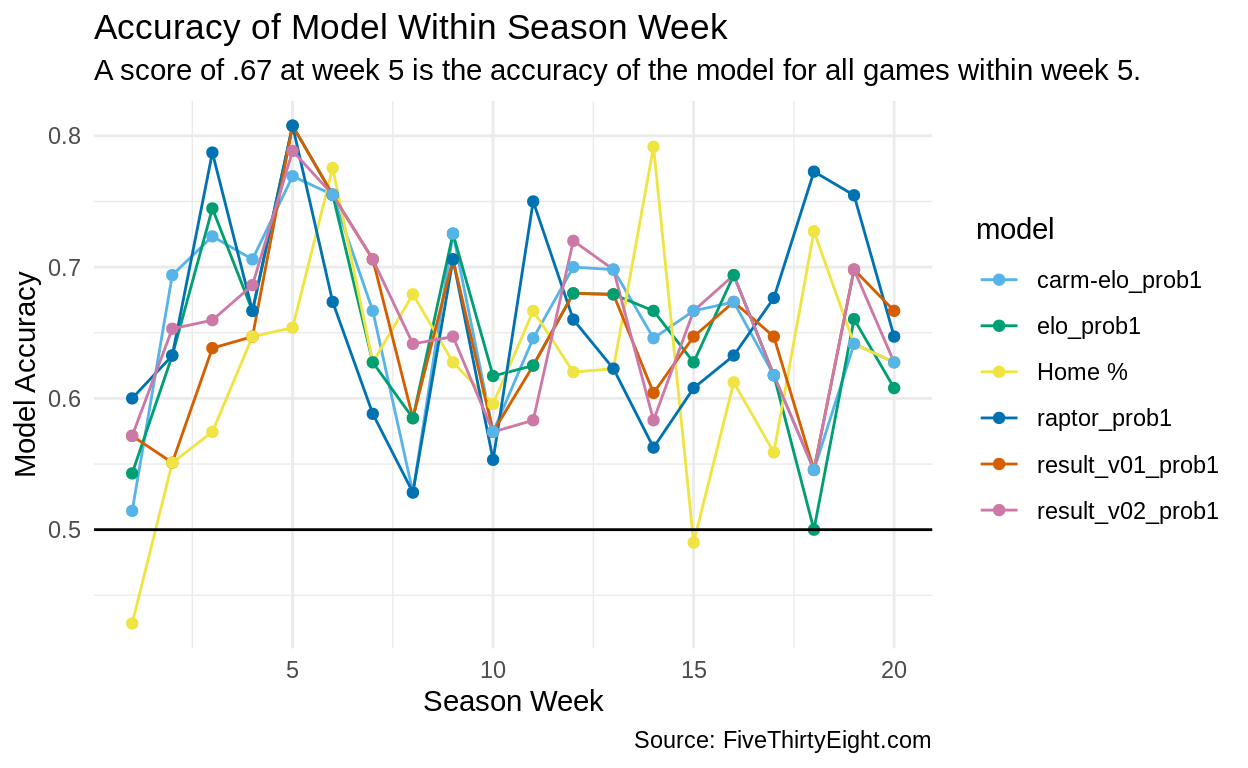 Accuracy of Model Within Season Week
A score of .67 at week 5 is the accuracy of the model for all games within week 5.
Model Accuracy
0.8
0.7
0.6
0.5
5 10 15 20
Season Week
model
carm-elo_prob1
elo_prob1
Home %
raptor_prob1
result_v01_prob1
result_v02_prob1
Source: FiveThirtyEight.com